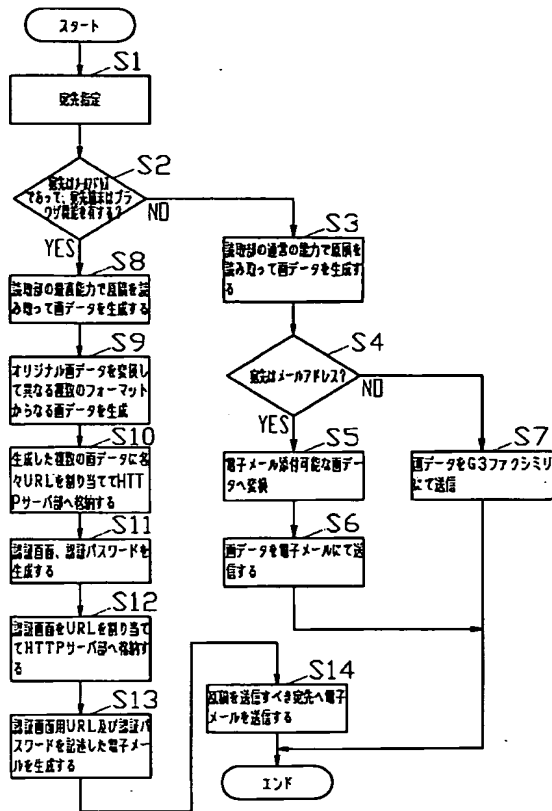 スタート
S1
宛先指定
S2
宛先はメールアドレス
であって、宛先端末はブラ
ウザ機能を有する?
NO
YES
S3
読取部の通常の能力で原稿を
読み取って画データを生成す
る
S8
読取部の最高能力で原稿を読
み取って画データを生成する
S4
宛先はメールアドレス?
NO
YES
S9
オリジナル画データを変換し
て異なる複数のフォーマット
からなる画データを生成
S5
電子メール添付可能な画デー
タへ変換
S7
画データをG3ファクシミリ
にて送信
S10
生成した複数の画データに各
々URLを割り当ててHTT
Pサーバ部へ格納する
S6
画データを電子メールにて送
信する
S11
認証画面、認証パスワードを
生成する
S12
認証画面をURLを割り当て
てHTTPサーバ部へ格納す
る
S13
認証画面用URL及び認証パ
スワードを記述した電子メー
ルを生成する
S14
原稿を送信すべき宛先へ電子
メールを送信する
エンド